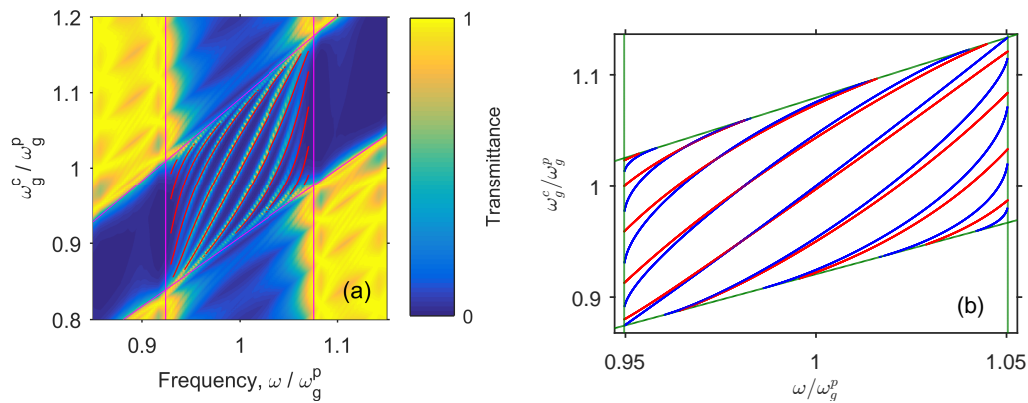 1.2
1.1
1
0.9
0.8
ω_g^c / ω_g^p
0.9
1
1.1
Frequency, ω / ω_g^p
(a)
1
0
Transmittance
1.1
1
0.9
ω_g^c/ω_g^p
0.95
1
1.05
ω/ω_g^p
(b)